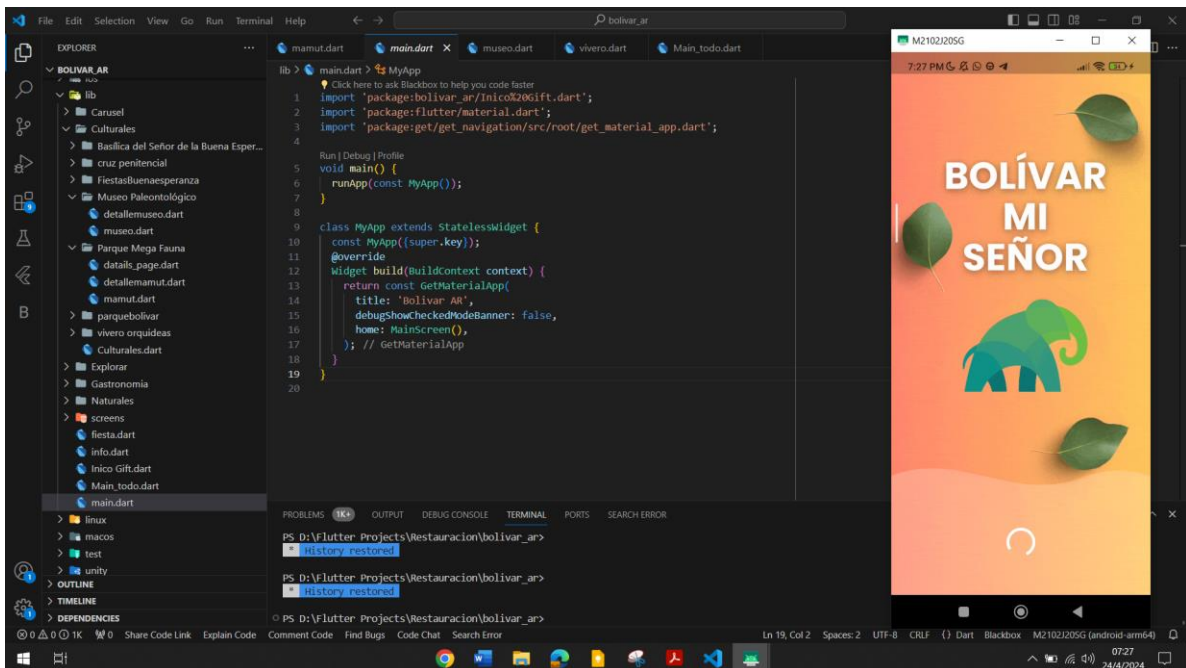 File Edit Selection View Go Run Terminal Help
bolivar_ar
EXPLORER
BOLIVAR_AR
ios
lib
Carusel
Culturales
Basílica del Señor de la Buena Esper...
cruz penitencial
FiestasBuenaesperanza
Museo Paleontológico
detallemuseo.dart
museo.dart
Parque Mega Fauna
datails_page.dart
detallemamut.dart
mamut.dart
parquebolivar
vivero orquideas
Culturales.dart
Explorar
Gastronomia
Naturales
screens
fiesta.dart
info.dart
Inico Gift.dart
Main_todo.dart
main.dart
linux
macos
test
unity
OUTLINE
TIMELINE
DEPENDENCIES
mamut.dart main.dart museo.dart vivero.dart Main_todo.dart
lib > main.dart > MyApp
Click here to ask Blackbox to help you code faster
1 import 'package:bolivar_ar/Inico%20Gift.dart';
2 import 'package:flutter/material.dart';
3 import 'package:get/get_navigation/src/root/get_material_app.dart';
4
Run | Debug | Profile
5 void main() {
6 runApp(const MyApp());
7 }
8
9 class MyApp extends StatelessWidget {
10 const MyApp({super.key});
11 @override
12 Widget build(BuildContext context) {
13 return const GetMaterialApp(
14 title: 'Bolivar AR',
15 debugShowCheckedModeBanner: false,
16 home: MainScreen(),
17 ); // GetMaterialApp
18 }
19 }
20
PROBLEMS 1K+ OUTPUT DEBUG CONSOLE TERMINAL PORTS SEARCH ERROR
PS D:\Flutter Projects\Restauracion\bolivar_ar>
* History restored
PS D:\Flutter Projects\Restauracion\bolivar_ar>
* History restored
PS D:\Flutter Projects\Restauracion\bolivar_ar>
M2102J20SG
7:27 PM
BOLÍVAR
MI
SEÑOR
0 0 1K 0 Share Code Link Explain Code Comment Code Find Bugs Code Chat Search Error Ln 19, Col 2 Spaces: 2 UTF-8 CRLF {} Dart Blackbox M2102J20SG (android-arm64)
07:27
24/4/2024